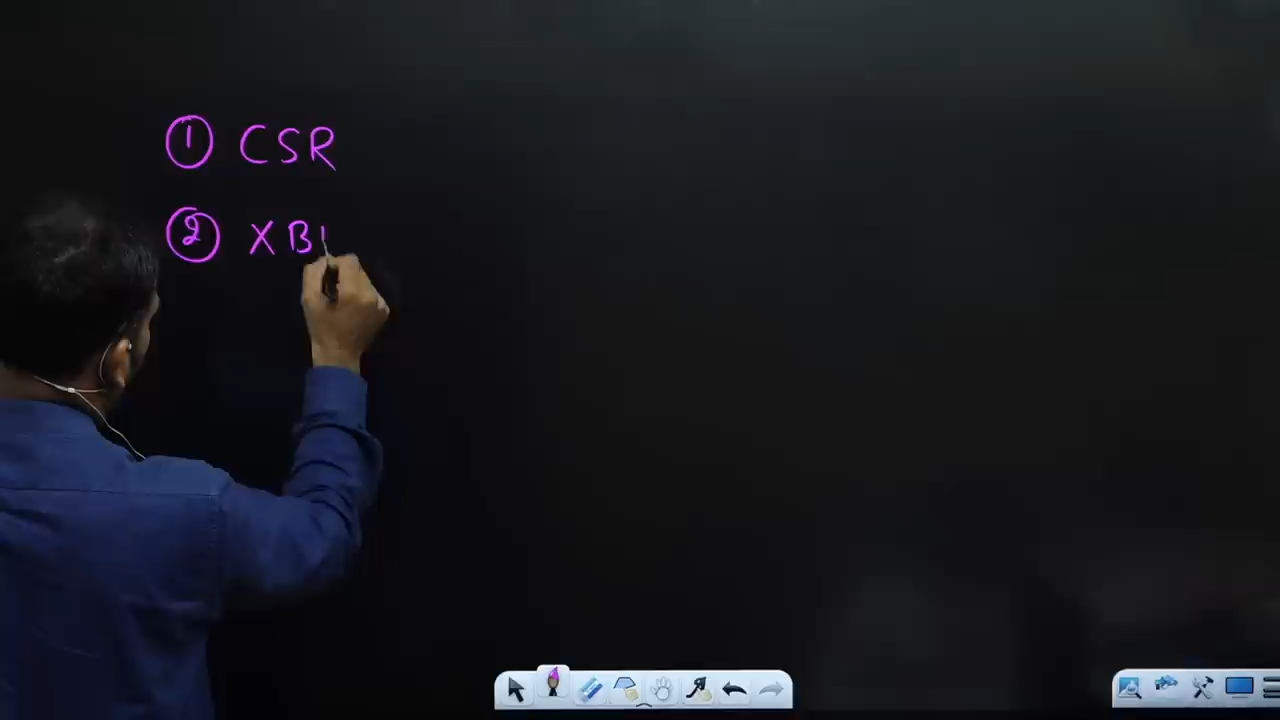 ① CSR
② XB